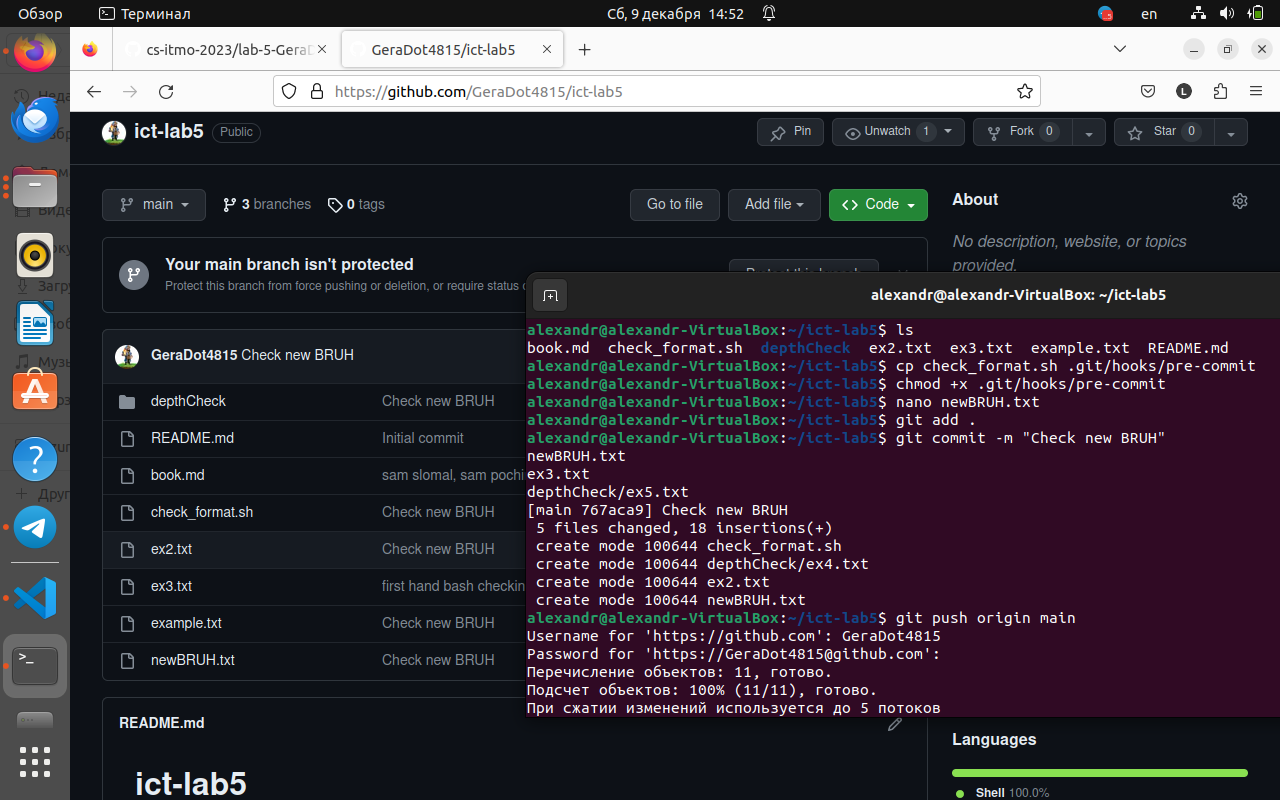 Обзор Терминал Сб, 9 декабря 14:52 en
cs-itmo-2023/lab-5-Gera GeraDot4815/ict-lab5
https://github.com/GeraDot4815/ict-lab5
ict-lab5 Public Pin Unwatch 1 Fork 0 Star 0
main 3 branches 0 tags Go to file Add file Code
About
No description, website, or topics
provided.
Your main branch isn't protected
Protect this branch from force pushing or deletion, or require status
GeraDot4815 Check new BRUH
depthCheck Check new BRUH
README.md Initial commit
book.md sam slomal, sam pochi
check_format.sh Check new BRUH
ex2.txt Check new BRUH
ex3.txt first hand bash checkin
example.txt Check new BRUH
newBRUH.txt Check new BRUH
README.md
ict-lab5
alexandr@alexandr-VirtualBox: ~/ict-lab5
alexandr@alexandr-VirtualBox:~/ict-lab5$ ls
book.md check_format.sh depthCheck ex2.txt ex3.txt example.txt README.md
alexandr@alexandr-VirtualBox:~/ict-lab5$ cp check_format.sh .git/hooks/pre-commit
alexandr@alexandr-VirtualBox:~/ict-lab5$ chmod +x .git/hooks/pre-commit
alexandr@alexandr-VirtualBox:~/ict-lab5$ nano newBRUH.txt
alexandr@alexandr-VirtualBox:~/ict-lab5$ git add .
alexandr@alexandr-VirtualBox:~/ict-lab5$ git commit -m "Check new BRUH"
newBRUH.txt
ex3.txt
depthCheck/ex5.txt
[main 767aca9] Check new BRUH
5 files changed, 18 insertions(+)
create mode 100644 check_format.sh
create mode 100644 depthCheck/ex4.txt
create mode 100644 ex2.txt
create mode 100644 newBRUH.txt
alexandr@alexandr-VirtualBox:~/ict-lab5$ git push origin main
Username for 'https://github.com': GeraDot4815
Password for 'https://GeraDot4815@github.com':
Перечисление объектов: 11, готово.
Подсчет объектов: 100% (11/11), готово.
При сжатии изменений используется до 5 потоков
Languages
Shell 100.0%